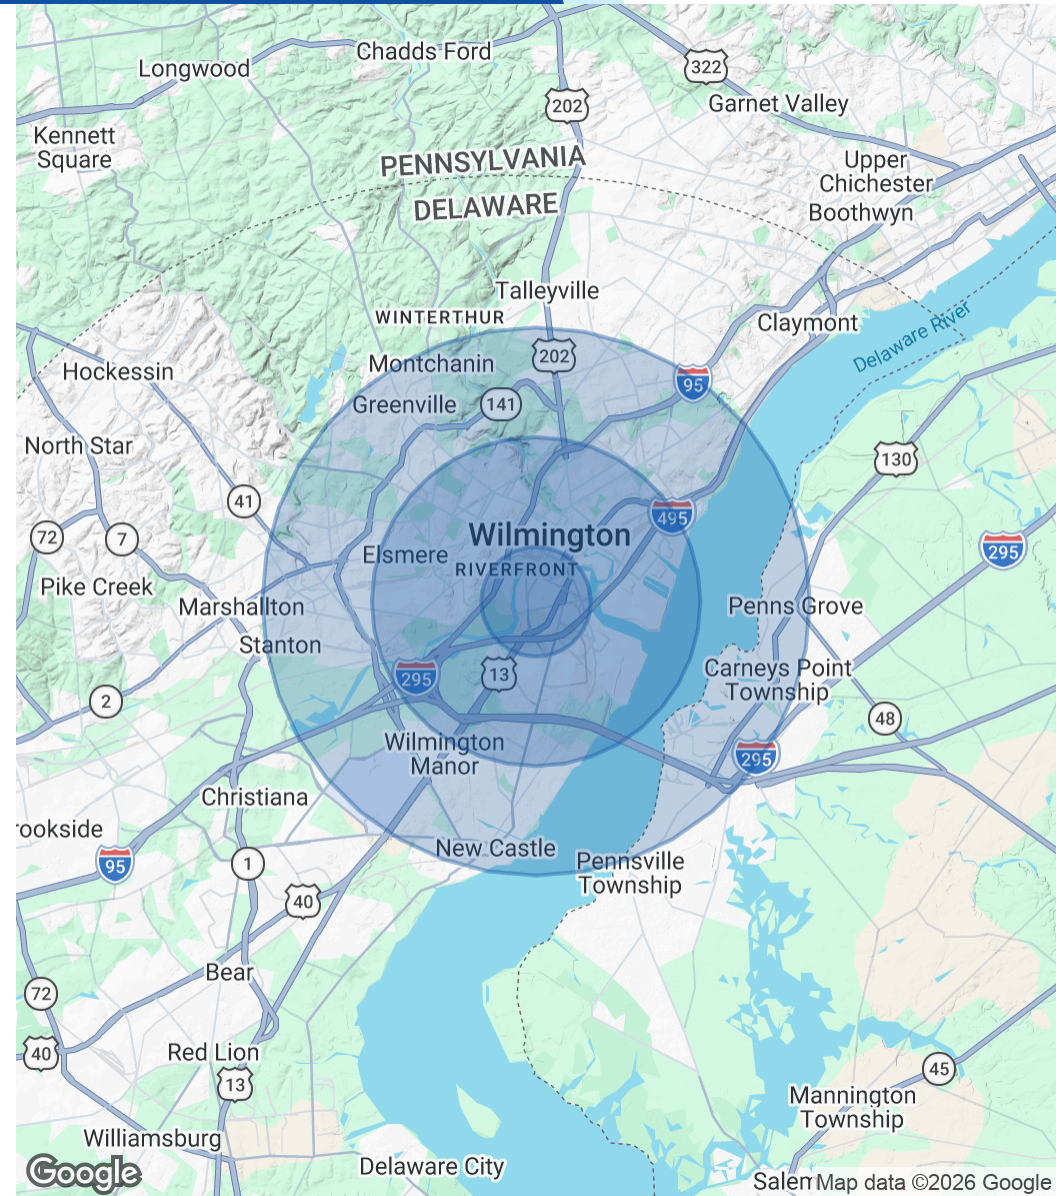 Chadds Ford
Longwood
322
202
Garnet Valley
Kennett
Square
PENNSYLVANIA
Upper
Chichester
DELAWARE
Boothwyn
Talleyville
WINTERTHUR
Claymont
Delaware River
202
Montchanin
Hockessin
95
Greenville
141
North Star
130
41
495
72
7
Wilmington
295
Elsmere
RIVERFRONT
Pike Creek
Marshallton
Penns Grove
Stanton
Carneys Point
Township
295
13
2
48
Wilmington
Manor
295
Christiana
rookside
New Castle
95
1
Pennsville
Township
40
Bear
72
Red Lion
40
13
45
Mannington
Township
Williamsburg
Delaware City
Google
Salem
Map data ©2026 Google